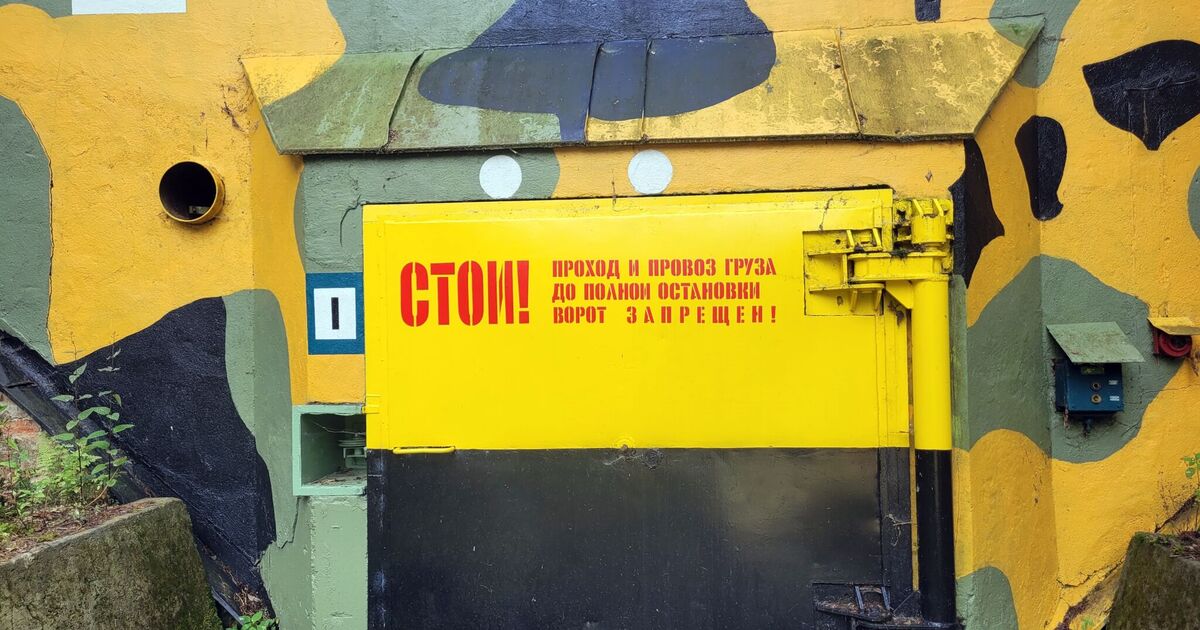 СТОЙ!
ПРОХОД И ПРОВОЗ ГРУЗА
ДО ПОЛНОЙ ОСТАНОВКИ
ВОРОТ ЗАПРЕЩЕН!